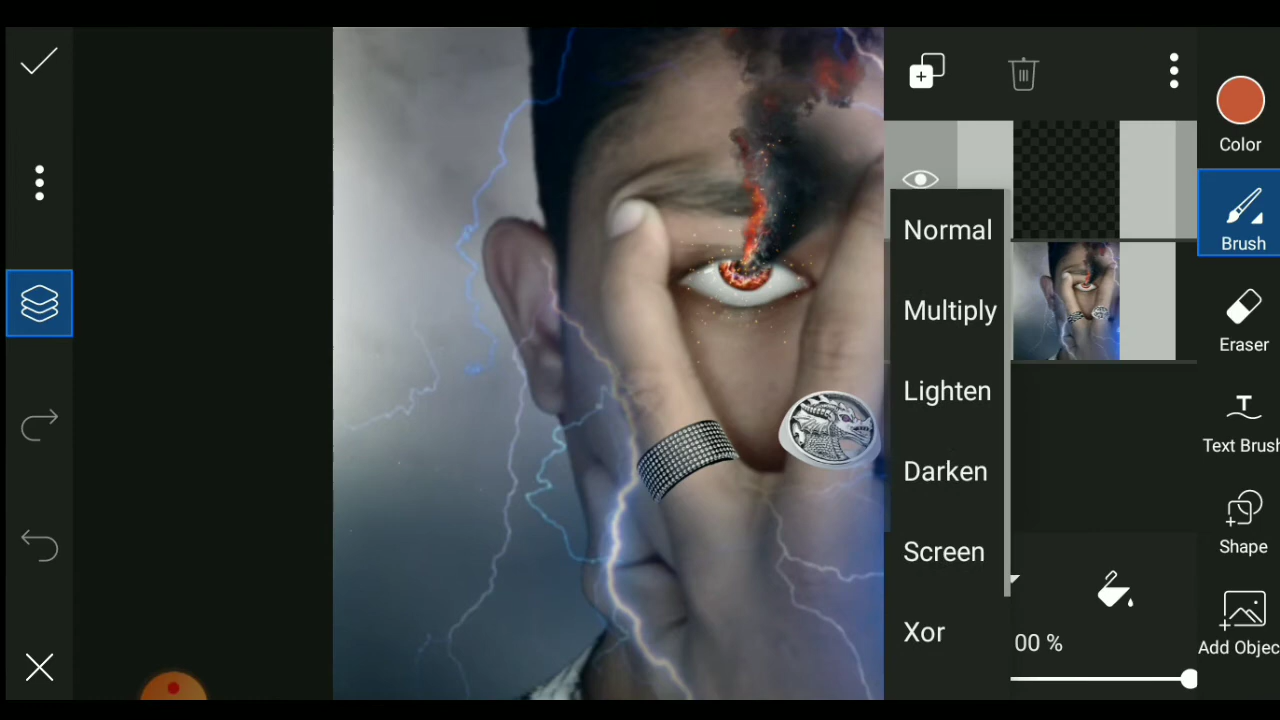 Color
Normal
Brush
Multiply
Eraser
Lighten
Text Brush
Darken
Screen
Shape
Xor
00 %
Add Objec